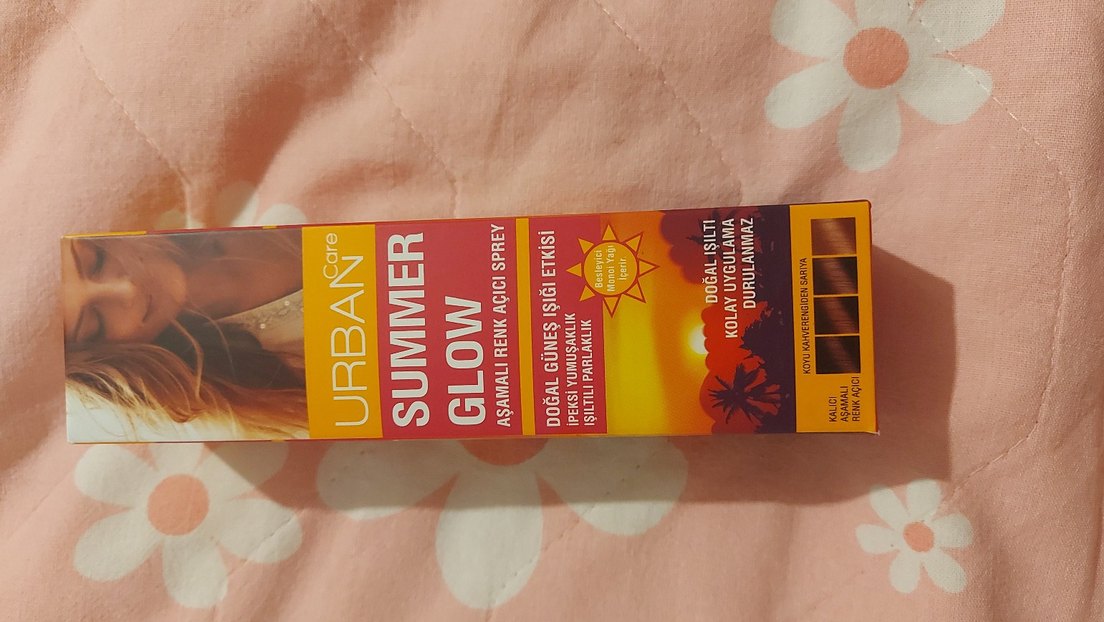 URBAN
Care
SUMMER
GLOW
AŞAMALI RENK AÇICI SPREY
DOĞAL GÜNEŞ IŞIĞI ETKİSİ
İPEKSİ YUMUŞAKLIK
IŞILTILI PARLAKLIK
Besleyici
Monoi Yağı
İçerir.
DOĞAL IŞILTI
KOLAY UYGULAMA
DURULANMAZ
KOYU KAHVERENGİDEN SARIYA
KALICI
AŞAMALI
RENK AÇICI